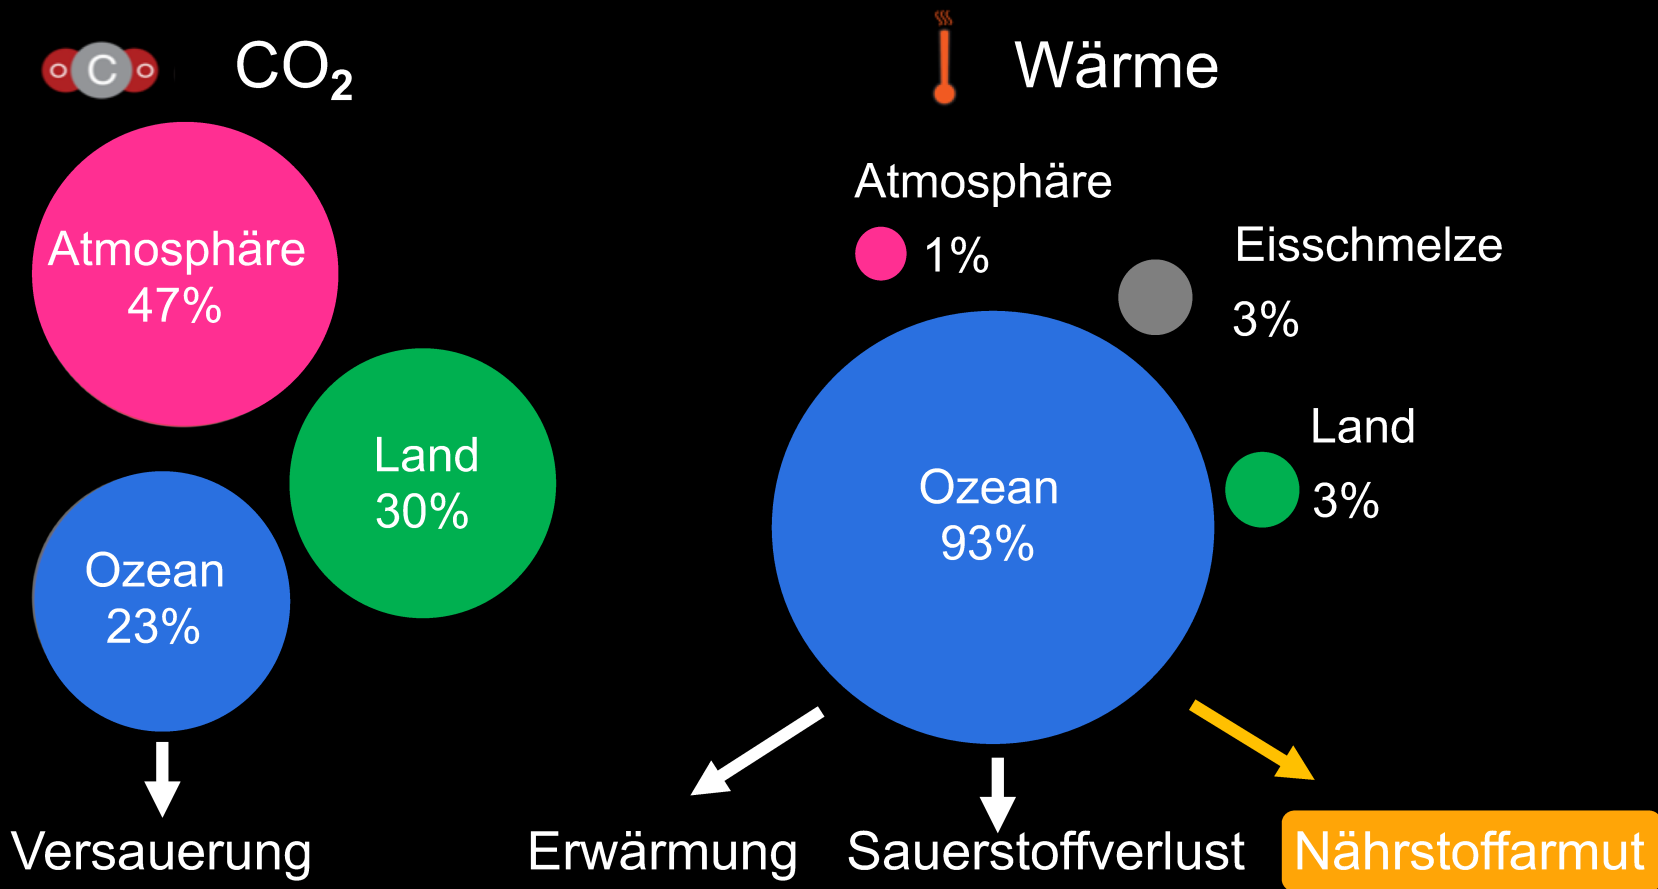 O C O
CO₂
Atmosphäre
47%
Land
30%
Ozean
23%
Versauerung
Wärme
Atmosphäre
1%
Eisschmelze
3%
Land
3%
Ozean
93%
Erwärmung
Sauerstoffverlust
Nährstoffarmut